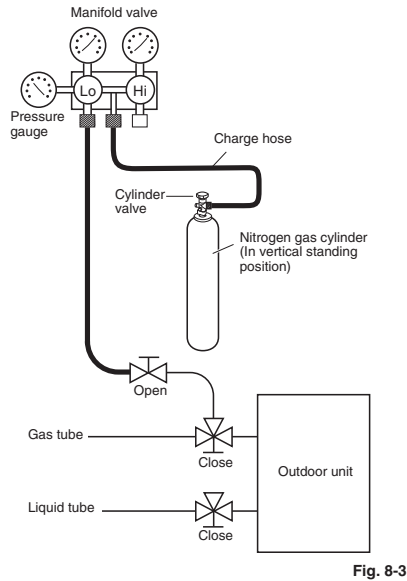 Manifold valve
Lo
Hi
Pressure
gauge
Charge hose
Cylinder
valve
Nitrogen gas cylinder
(In vertical standing
position)
Open
Gas tube
Close
Outdoor unit
Liquid tube
Close
Fig. 8-3